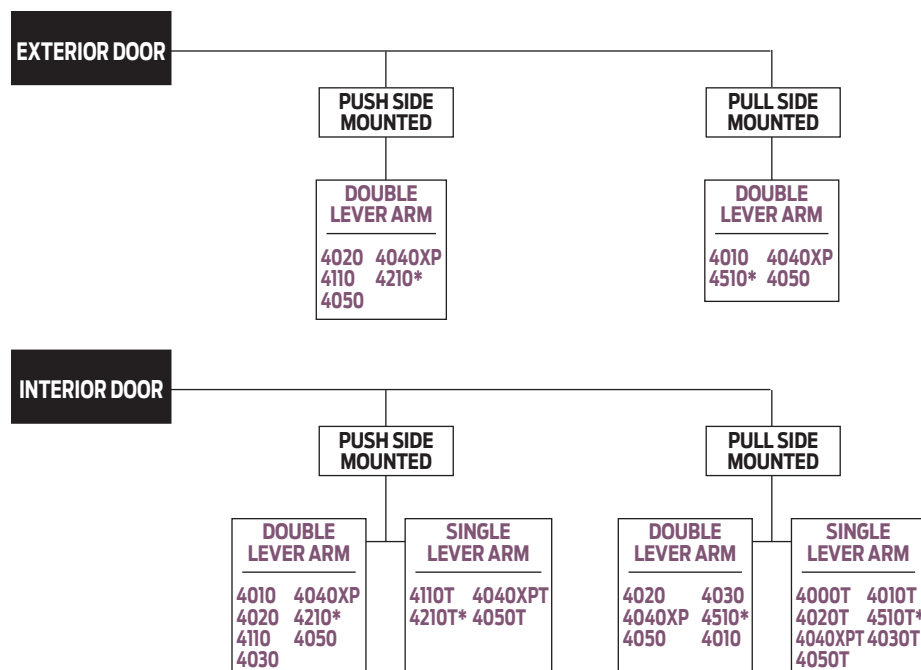 EXTERIOR DOOR
PUSH SIDE
MOUNTED
DOUBLE
LEVER ARM
4020 4040XP
4110 4210*
4050
PULL SIDE
MOUNTED
DOUBLE
LEVER ARM
4010 4040XP
4510* 4050
INTERIOR DOOR
PUSH SIDE
MOUNTED
DOUBLE
LEVER ARM
4010 4040XP
4020 4210*
4110 4050
4030
SINGLE
LEVER ARM
4110T 4040XPT
4210T* 4050T
PULL SIDE
MOUNTED
DOUBLE
LEVER ARM
4020 4030
4040XP 4510*
4050 4010
SINGLE
LEVER ARM
4000T 4010T
4020T 4510T*
4040XPT 4030T
4050T